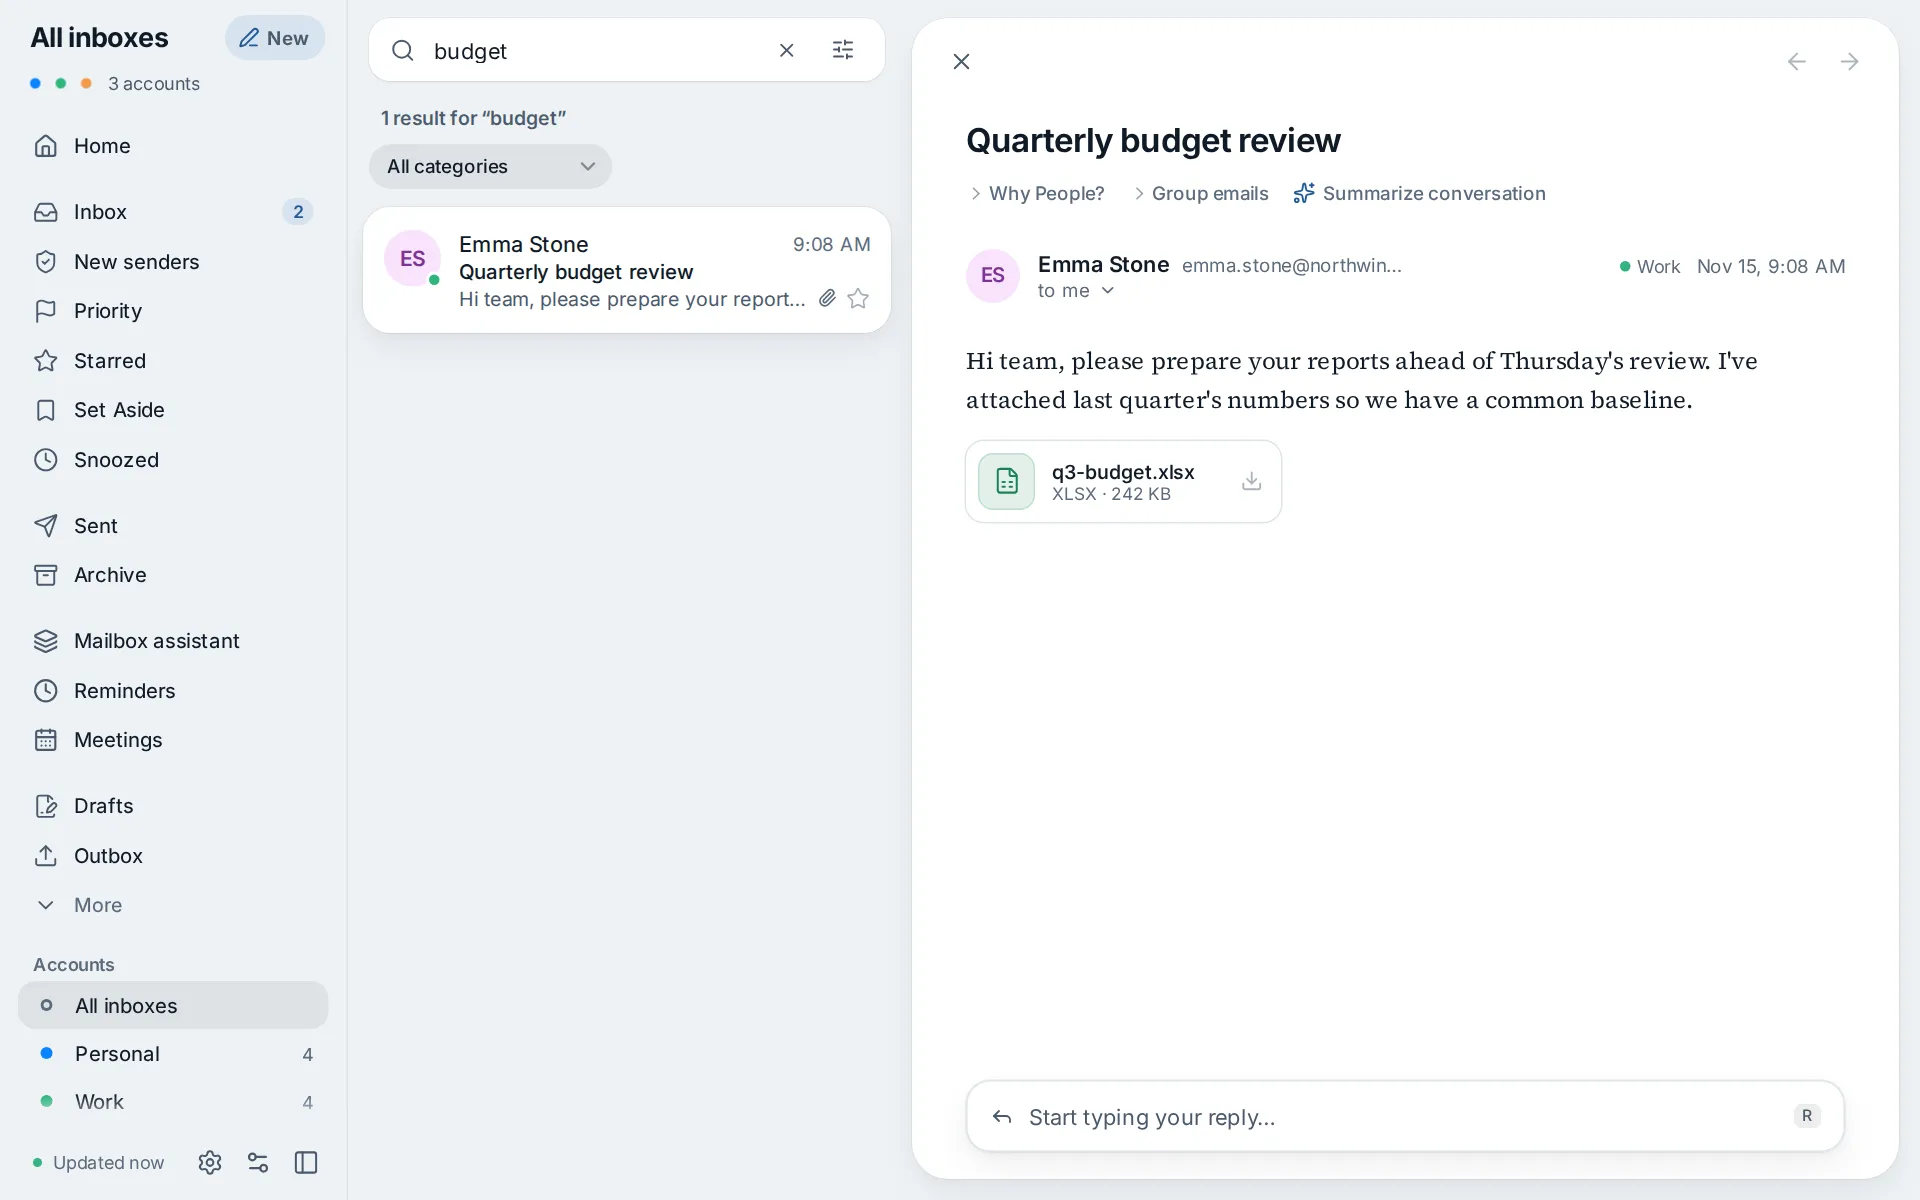 All inboxes
New
3 accounts
Home
Inbox 2
New senders
Priority
Starred
Set Aside
Snoozed
Sent
Archive
Mailbox assistant
Reminders
Meetings
Drafts
Outbox
More
Accounts
All inboxes
Personal 4
Work 4
Updated now
budget
1 result for “budget”
All categories
ES
Emma Stone 9:08 AM
Quarterly budget review
Hi team, please prepare your report...
Quarterly budget review
Why People? Group emails Summarize conversation
ES
Emma Stone emma.stone@northwin... Work Nov 15, 9:08 AM
to me
Hi team, please prepare your reports ahead of Thursday's review. I've
attached last quarter's numbers so we have a common baseline.
q3-budget.xlsx
XLSX · 242 KB
Start typing your reply... R